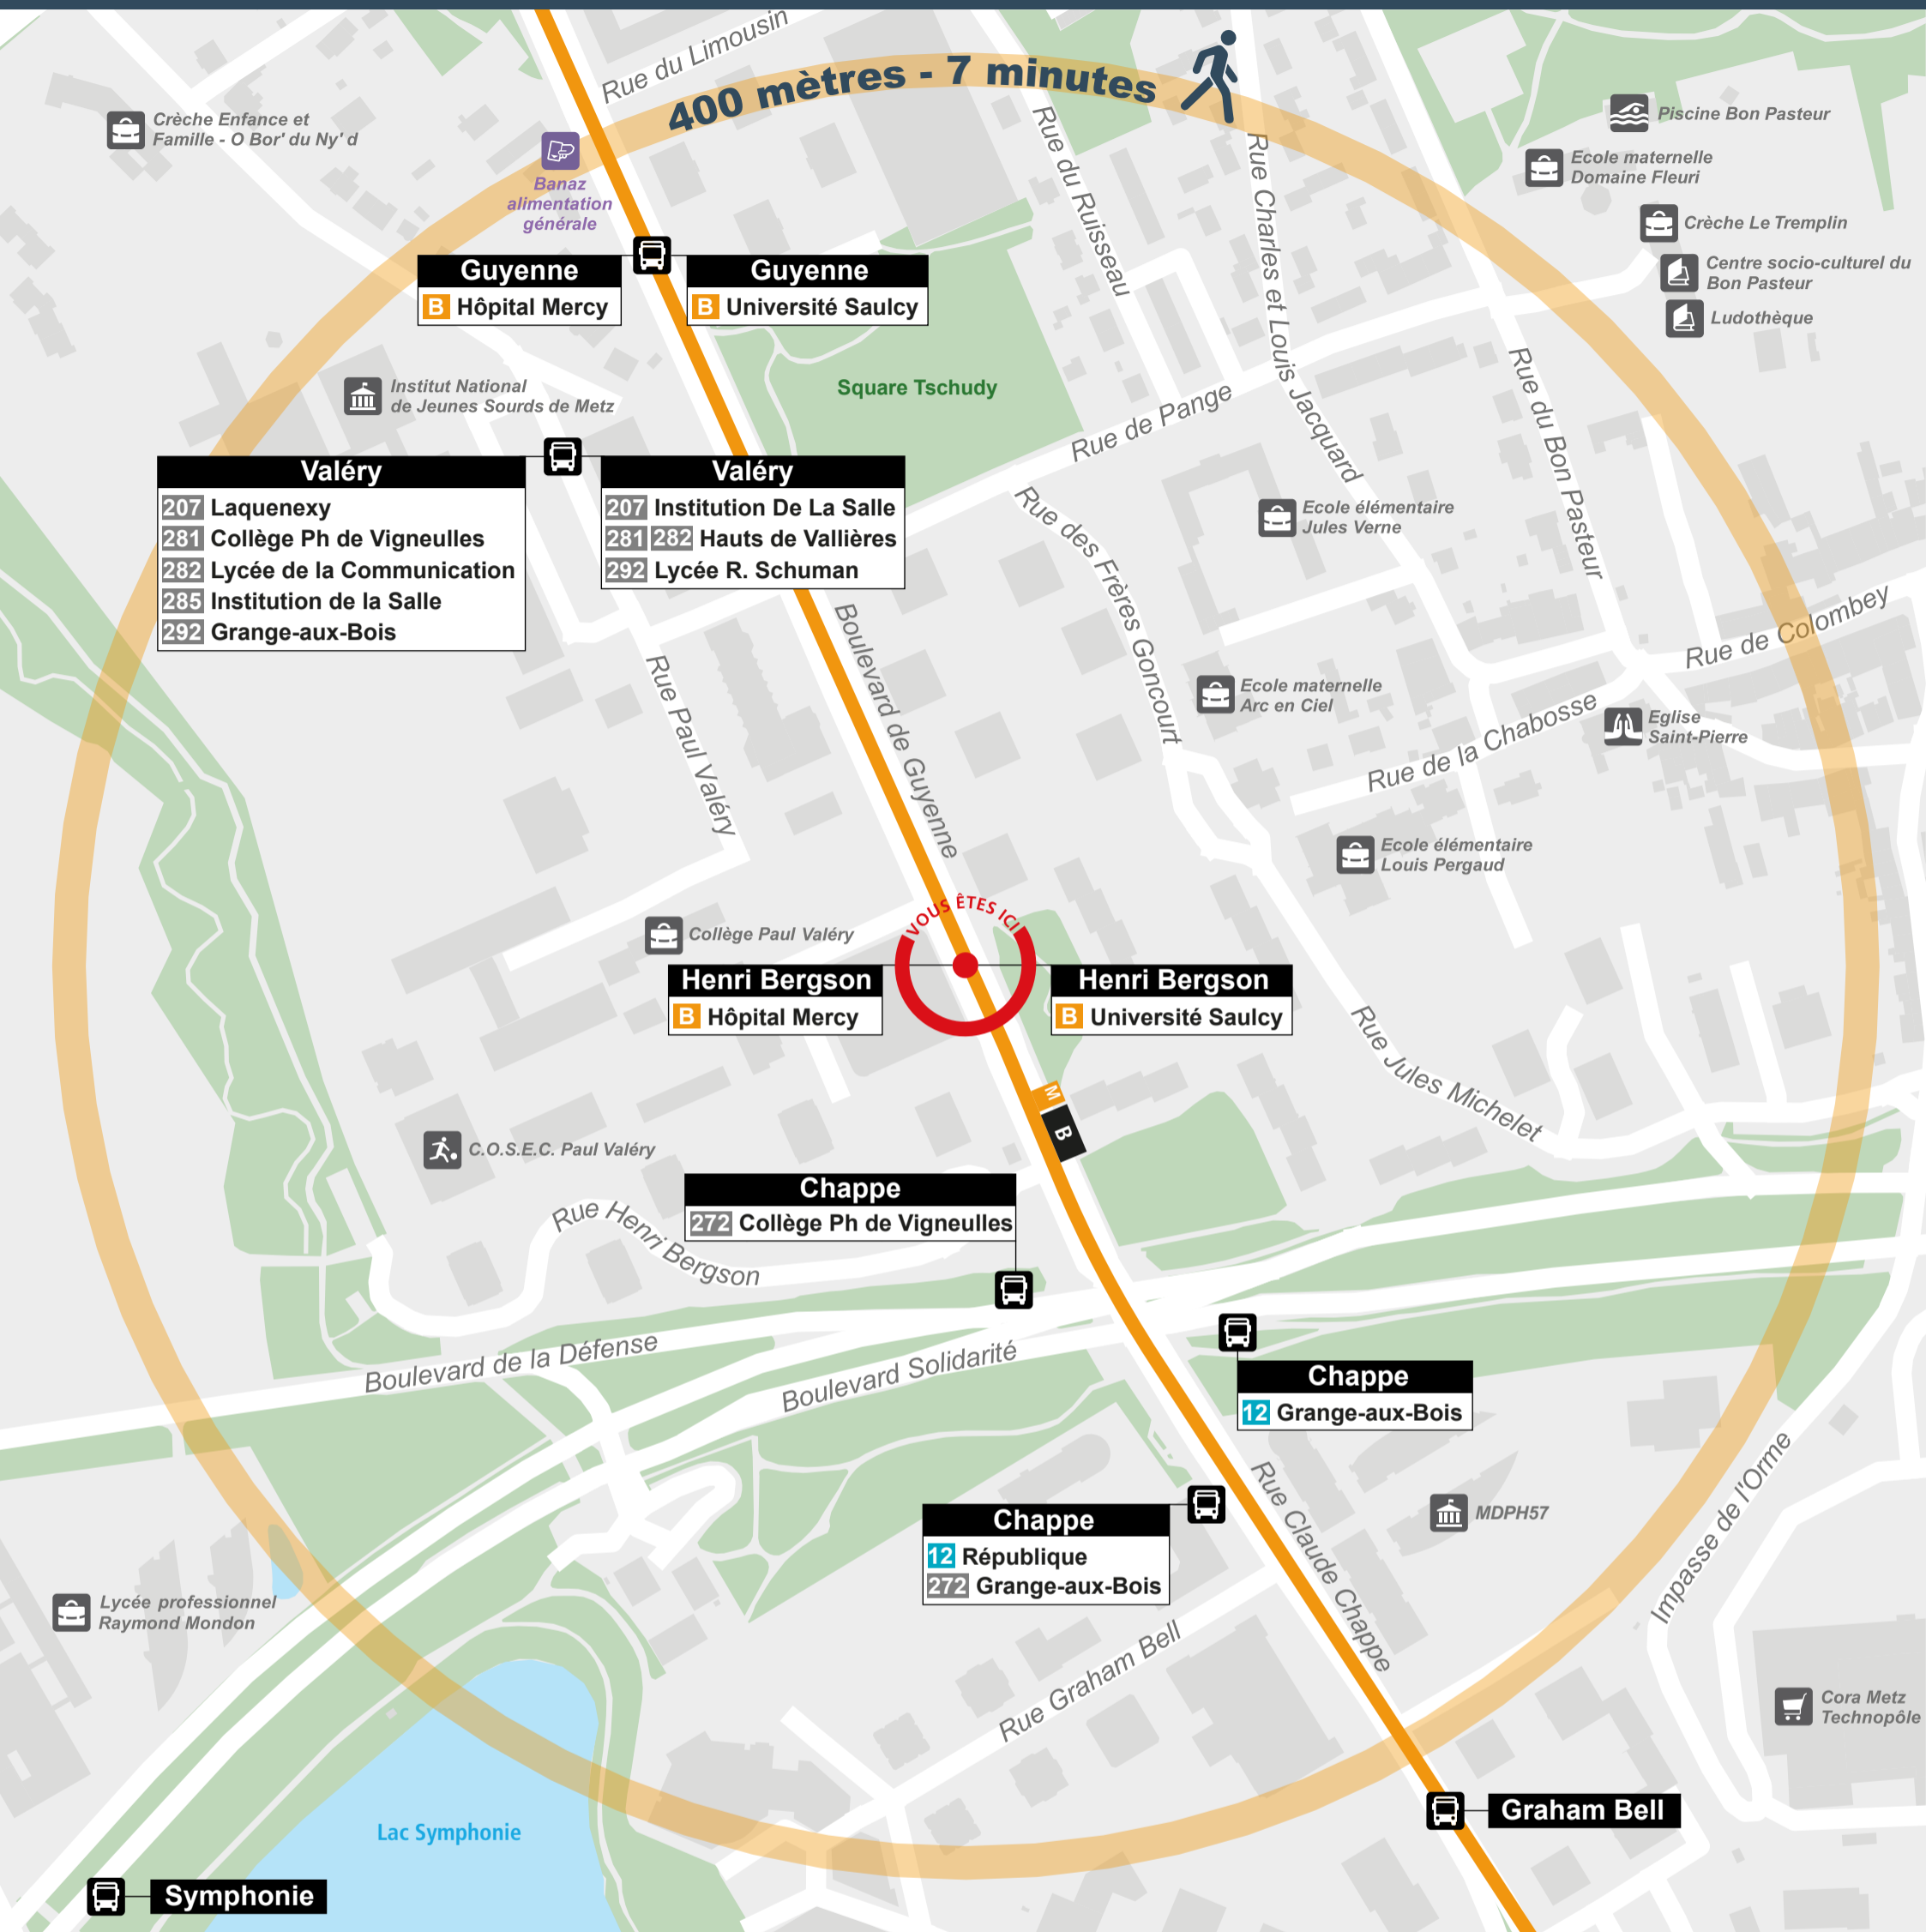 400 mètres - 7 minutes
Rue du Limousin
Crèche Enfance et
Famille - O Bor' du Ny' d
Banaz
alimentation
générale
Rue du Ruisseau
Rue Charles et Louis Jacquard
Piscine Bon Pasteur
Ecole maternelle
Domaine Fleuri
Crèche Le Tremplin
Centre socio-culturel du
Bon Pasteur
Ludothèque
Guyenne
B Hôpital Mercy
Guyenne
B Université Saulcy
Institut National
de Jeunes Sourds de Metz
Square Tschudy
Rue de Pange
Rue du Bon Pasteur
Valéry
207 Laquenexy
281 Collège Ph de Vigneulles
282 Lycée de la Communication
285 Institution de la Salle
292 Grange-aux-Bois
Valéry
207 Institution De La Salle
281 282 Hauts de Vallières
292 Lycée R. Schuman
Rue des Frères Goncourt
Ecole élémentaire
Jules Verne
Rue de Colombey
Boulevard de Guyenne
Rue Paul Valéry
Ecole maternelle
Arc en Ciel
Rue de la Chabosse
Eglise
Saint-Pierre
Ecole élémentaire
Louis Pergaud
VOUS ÊTES ICI
Collège Paul Valéry
Henri Bergson
B Hôpital Mercy
Henri Bergson
B Université Saulcy
Rue Jules Michelet
M
B
C.O.S.E.C. Paul Valéry
Chappe
272 Collège Ph de Vigneulles
Rue Henri Bergson
Boulevard de la Défense
Boulevard Solidarité
Chappe
12 Grange-aux-Bois
Chappe
12 République
272 Grange-aux-Bois
Rue Claude Chappe
MDPH57
Impasse de l'Orme
Lycée professionnel
Raymond Mondon
Rue Graham Bell
Cora Metz
Technopôle
Lac Symphonie
Graham Bell
Symphonie